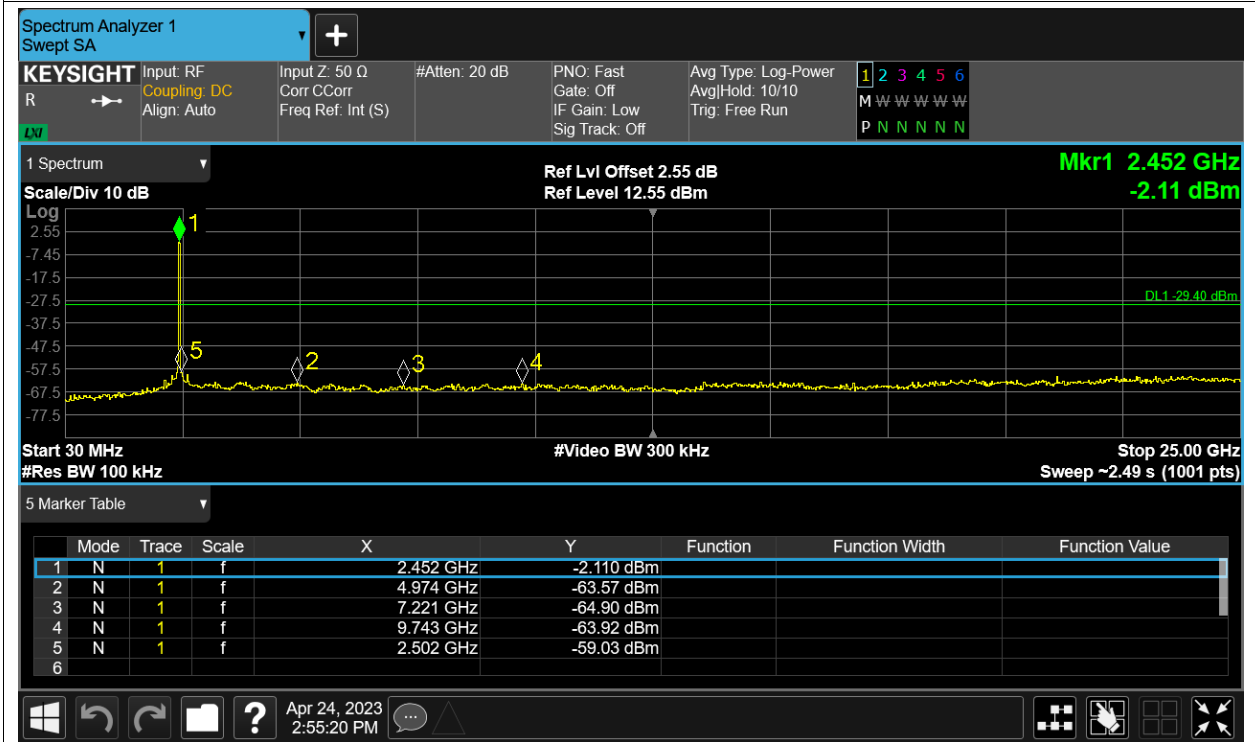 Spectrum Analyzer 1
Swept SA
+
KEYSIGHT Input: RF Input Z: 50 Ω #Atten: 20 dB PNO: Fast Avg Type: Log-Power 1 2 3 4 5 6
R Coupling: DC Corr CCorr Gate: Off Avg|Hold: 10/10 M W W W W W
Align: Auto Freq Ref: Int (S) IF Gain: Low Trig: Free Run
LXI Sig Track: Off P N N N N N
1 Spectrum Ref Lvl Offset 2.55 dB Mkr1 2.452 GHz
Scale/Div 10 dB Ref Level 12.55 dBm -2.11 dBm
Log
1
2.55
-7.45
-17.5
-27.5 DL1 -29.40 dBm
-37.5
-47.5 5
2 3 4
-57.5
-67.5
-77.5
Start 30 MHz #Video BW 300 kHz Stop 25.00 GHz
#Res BW 100 kHz Sweep ~2.49 s (1001 pts)
5 Marker Table
Mode Trace Scale X Y Function Function Width Function Value
1 N 1 f 2.452 GHz -2.110 dBm
2 N 1 f 4.974 GHz -63.57 dBm
3 N 1 f 7.221 GHz -64.90 dBm
4 N 1 f 9.743 GHz -63.92 dBm
5 N 1 f 2.502 GHz -59.03 dBm
6
? Apr 24, 2023
2:55:20 PM